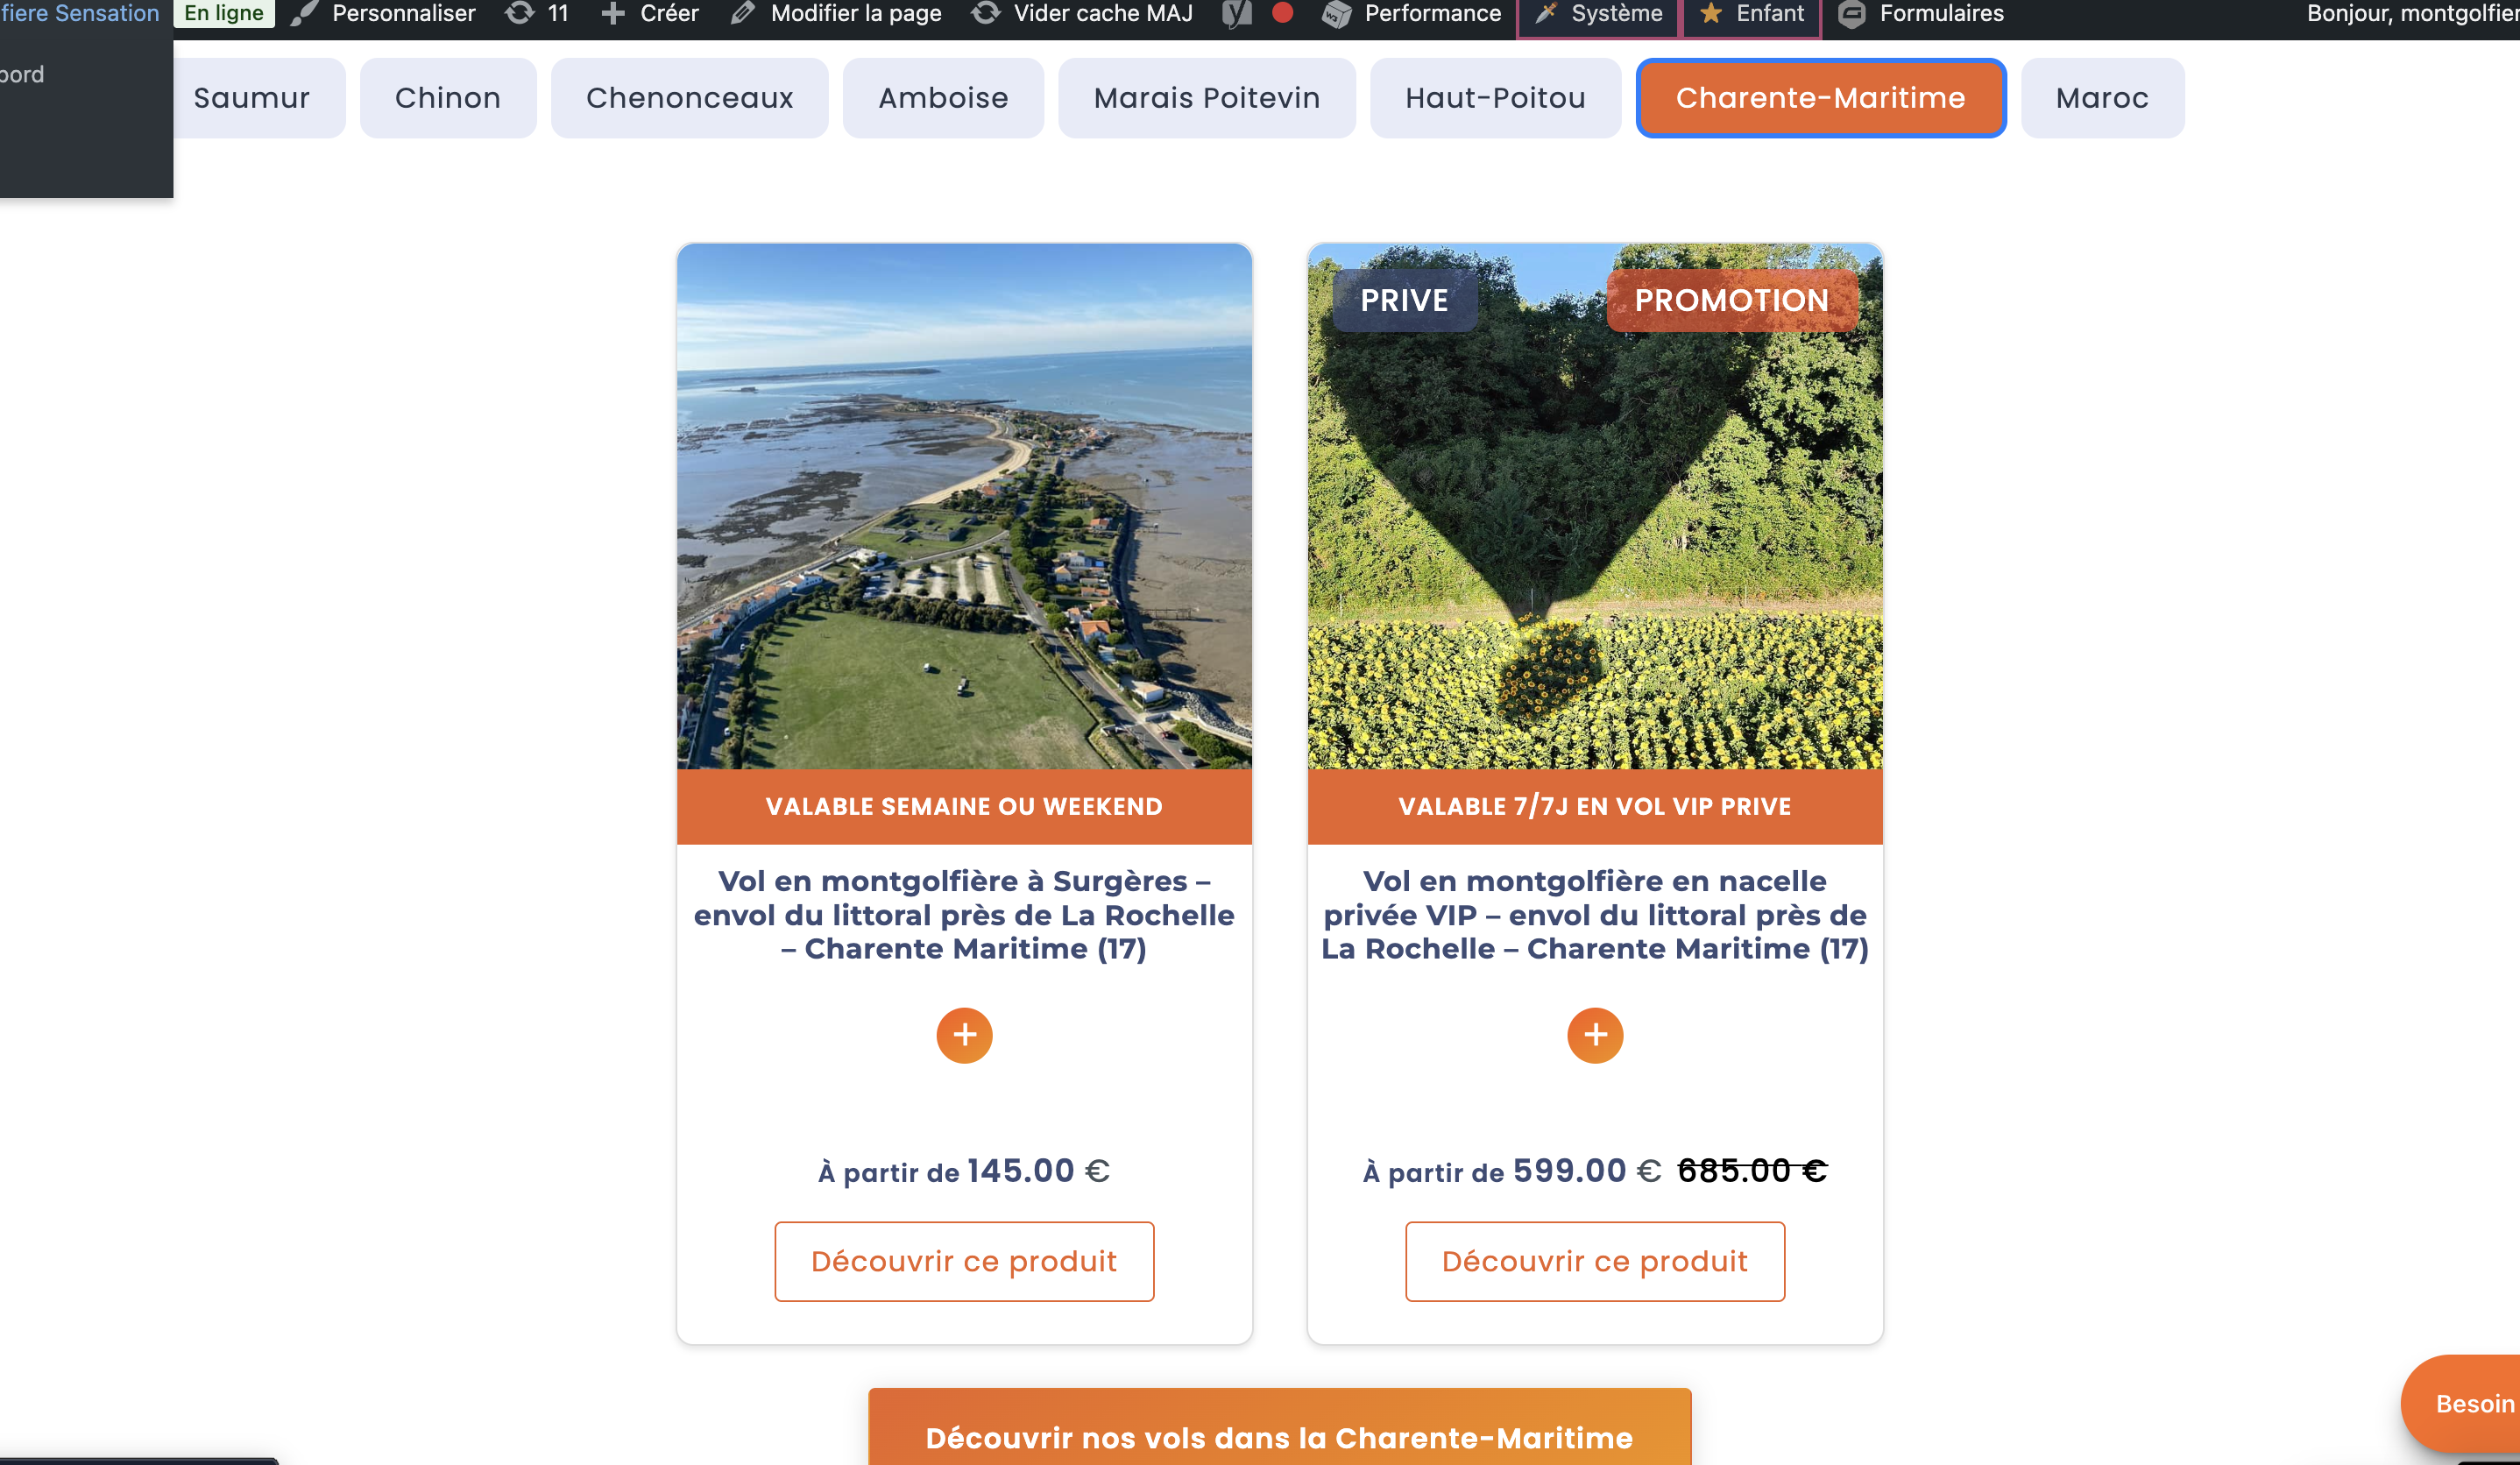 fiere Sensation En ligne Personnaliser 11 Créer Modifier la page Vider cache MAJ Performance Système Enfant Formulaires Bonjour, montgolfier
bord
Saumur Chinon Chenonceaux Amboise Marais Poitevin Haut-Poitou Charente-Maritime Maroc
PRIVE PROMOTION
VALABLE SEMAINE OU WEEKEND
Vol en montgolfière à Surgères –
envol du littoral près de La Rochelle
– Charente Maritime (17)
+
À partir de 145.00 €
Découvrir ce produit
VALABLE 7/7J EN VOL VIP PRIVE
Vol en montgolfière en nacelle
privée VIP – envol du littoral près de
La Rochelle – Charente Maritime (17)
+
À partir de 599.00 € 685.00 €
Découvrir ce produit
Découvrir nos vols dans la Charente-Maritime
Besoin